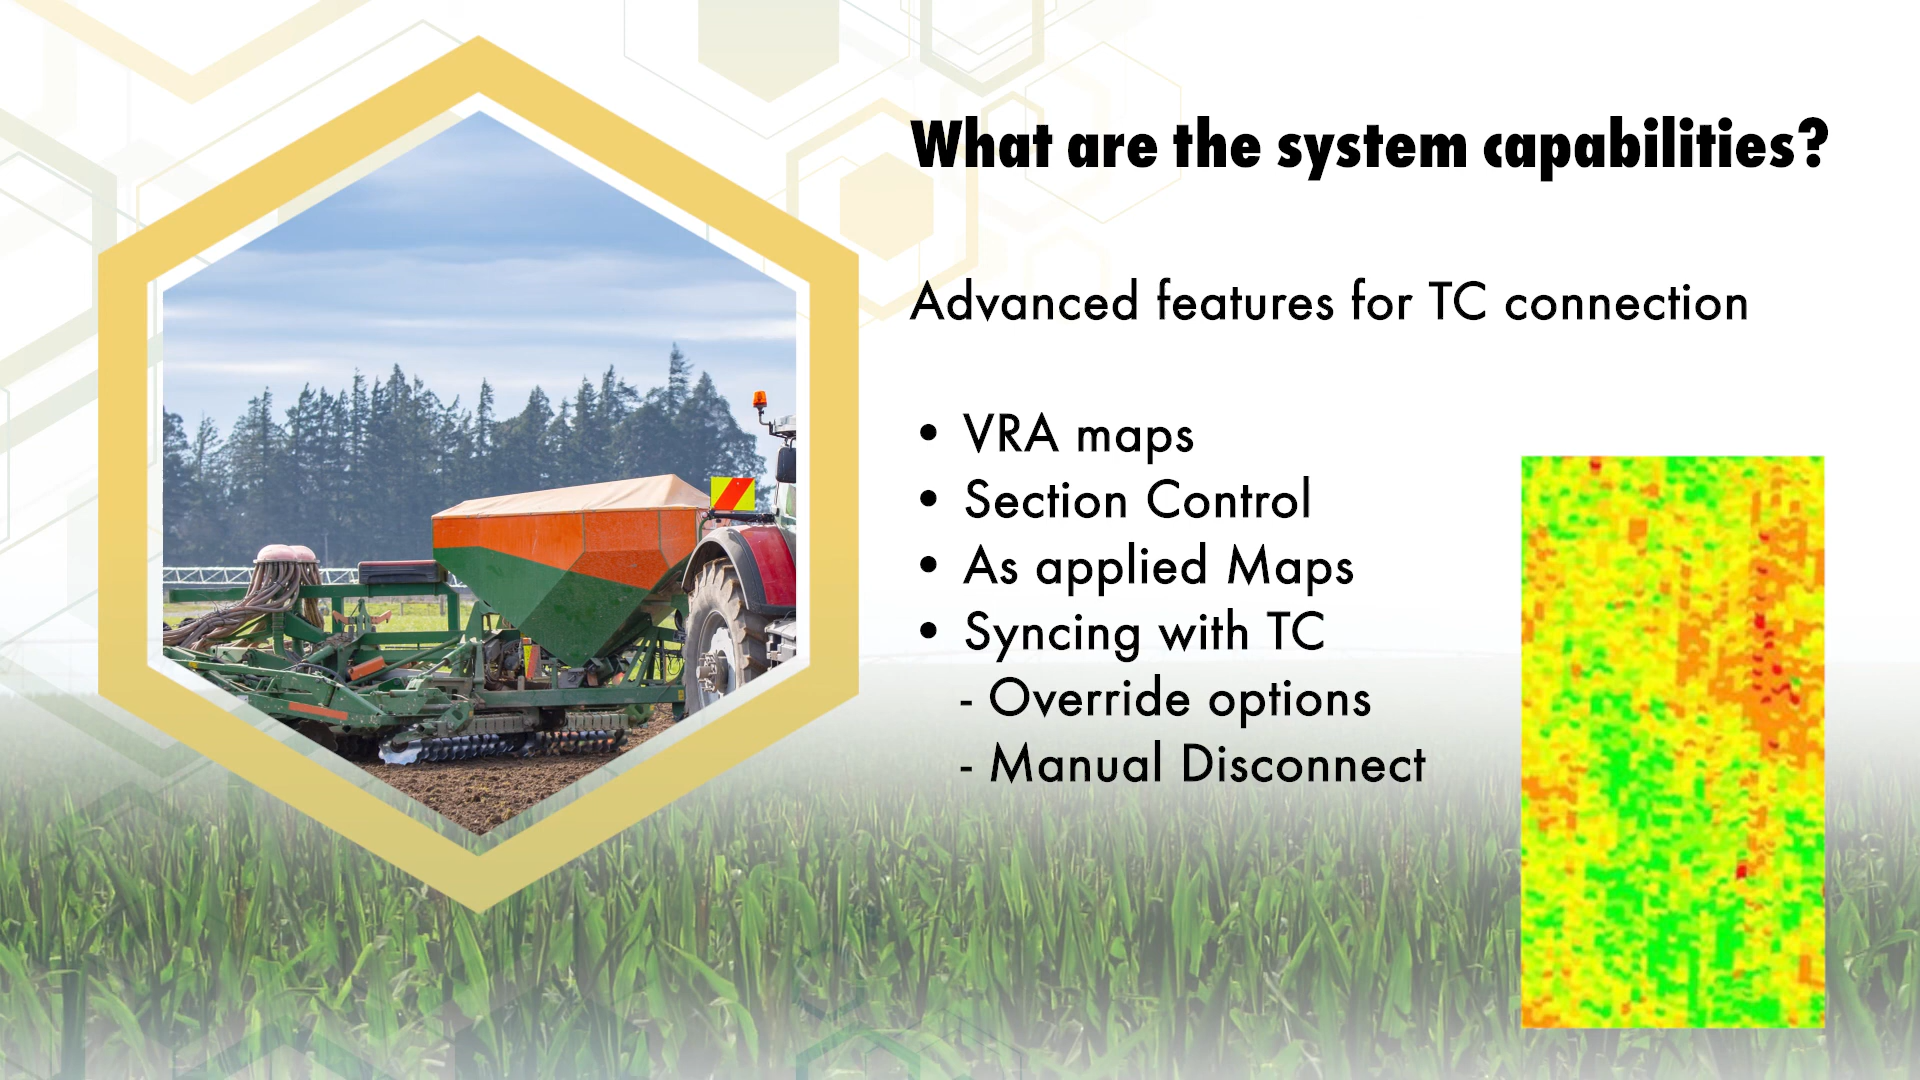 What are the system capabilities?
Advanced features for TC connection
• VRA maps
• Section Control
• As applied Maps
• Syncing with TC
- Override options
- Manual Disconnect